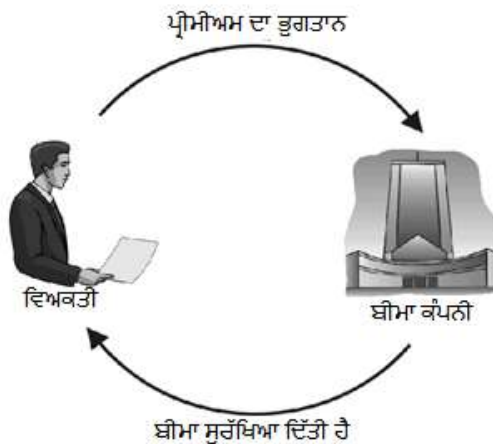 ਪ੍ਰੀਮੀਅਮ ਦਾ ਭੁਗਤਾਨ
ਵਿਅਕਤੀ
ਬੀਮਾ ਕੰਪਨੀ
ਬੀਮਾ ਸੁਰੱਖਿਆ ਦਿੱਤੀ ਹੈ